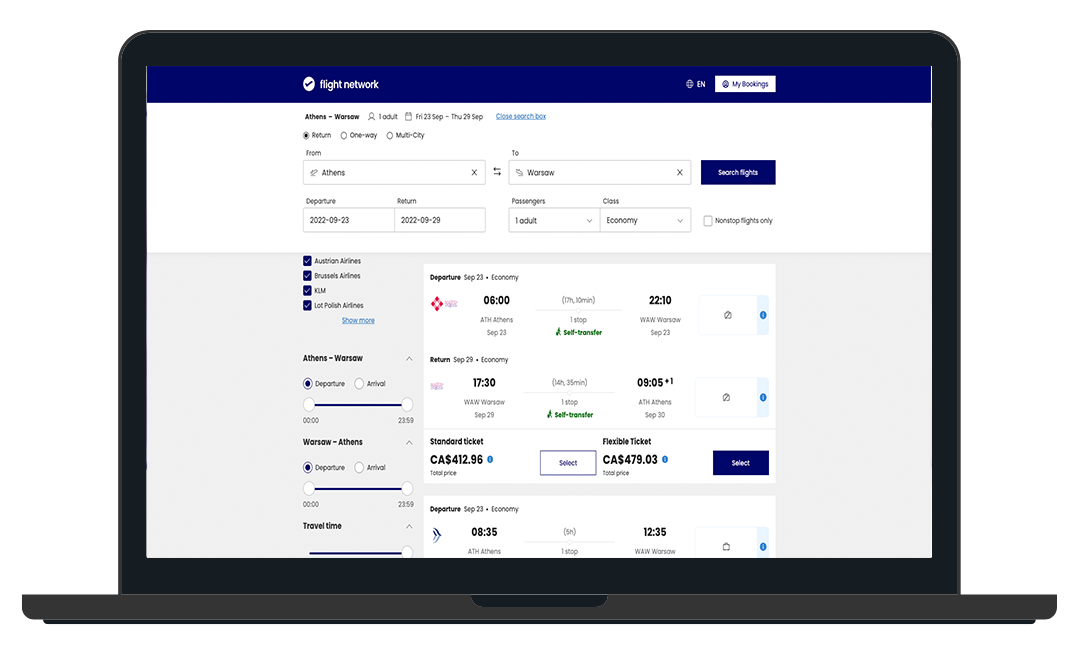 flight network
EN
My Bookings
Athens – Warsaw 1 adult Fri 23 Sep – Thu 29 Sep Close search box
Return One-way Multi-City
From To
Athens Warsaw Search flights
Departure Return Passengers Class
2022-09-23 2022-09-29 1 adult Economy Nonstop flights only
Austrian Airlines
Brussels Airlines
KLM
Lot Polish Airlines
Show more
Athens – Warsaw
Departure Arrival
00:00 23:59
Warsaw – Athens
Departure Arrival
00:00 23:59
Travel time
Departure Sep 23 • Economy
06:00 (17h, 10min) 22:10
ATH Athens 1 stop WAW Warsaw
Sep 23 Self-transfer Sep 23
Return Sep 29 • Economy
17:30 (14h, 35min) 09:05 +1
WAW Warsaw 1 stop ATH Athens
Sep 29 Self-transfer Sep 30
Standard ticket Flexible Ticket
CA$412.96 Select CA$479.03 Select
Total price Total price
Departure Sep 23 • Economy
08:35 (5h) 12:35
ATH Athens 1 stop WAW Warsaw